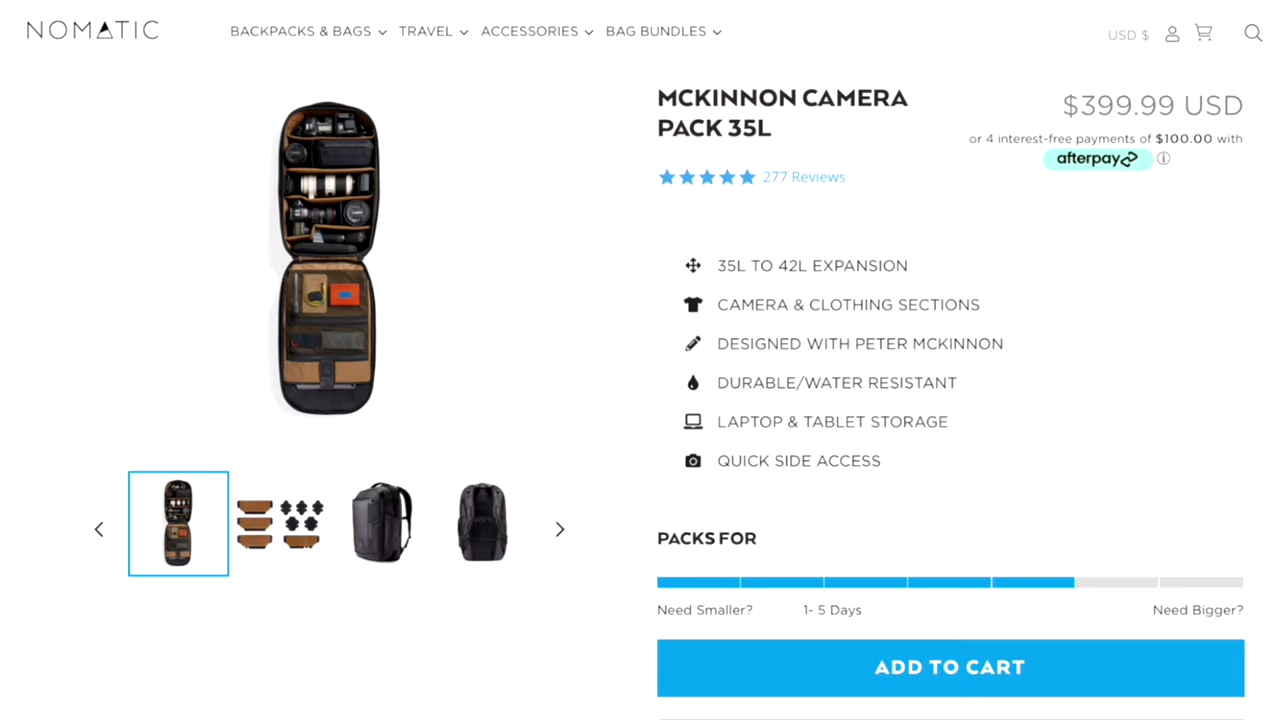 NOMATIC
BACKPACKS & BAGS TRAVEL ACCESSORIES BAG BUNDLES
USD $
MCKINNON CAMERA
PACK 35L
$399.99 USD
or 4 interest-free payments of $100.00 with
afterpay
277 Reviews
35L TO 42L EXPANSION
CAMERA & CLOTHING SECTIONS
DESIGNED WITH PETER MCKINNON
DURABLE/WATER RESISTANT
LAPTOP & TABLET STORAGE
QUICK SIDE ACCESS
PACKS FOR
Need Smaller? 1- 5 Days Need Bigger?
ADD TO CART